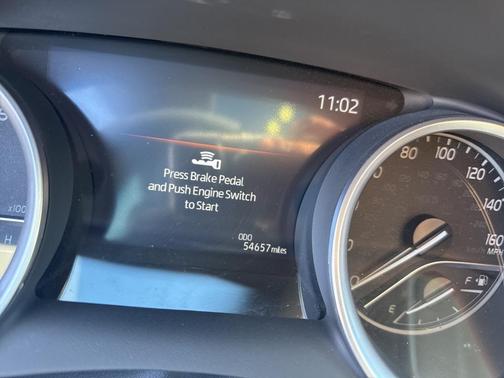 11:02
Press Brake Pedal
and Push Engine Switch
to Start
ODO
54657 miles
x100
H
0
80
100
120
140
160
MPH
E
F